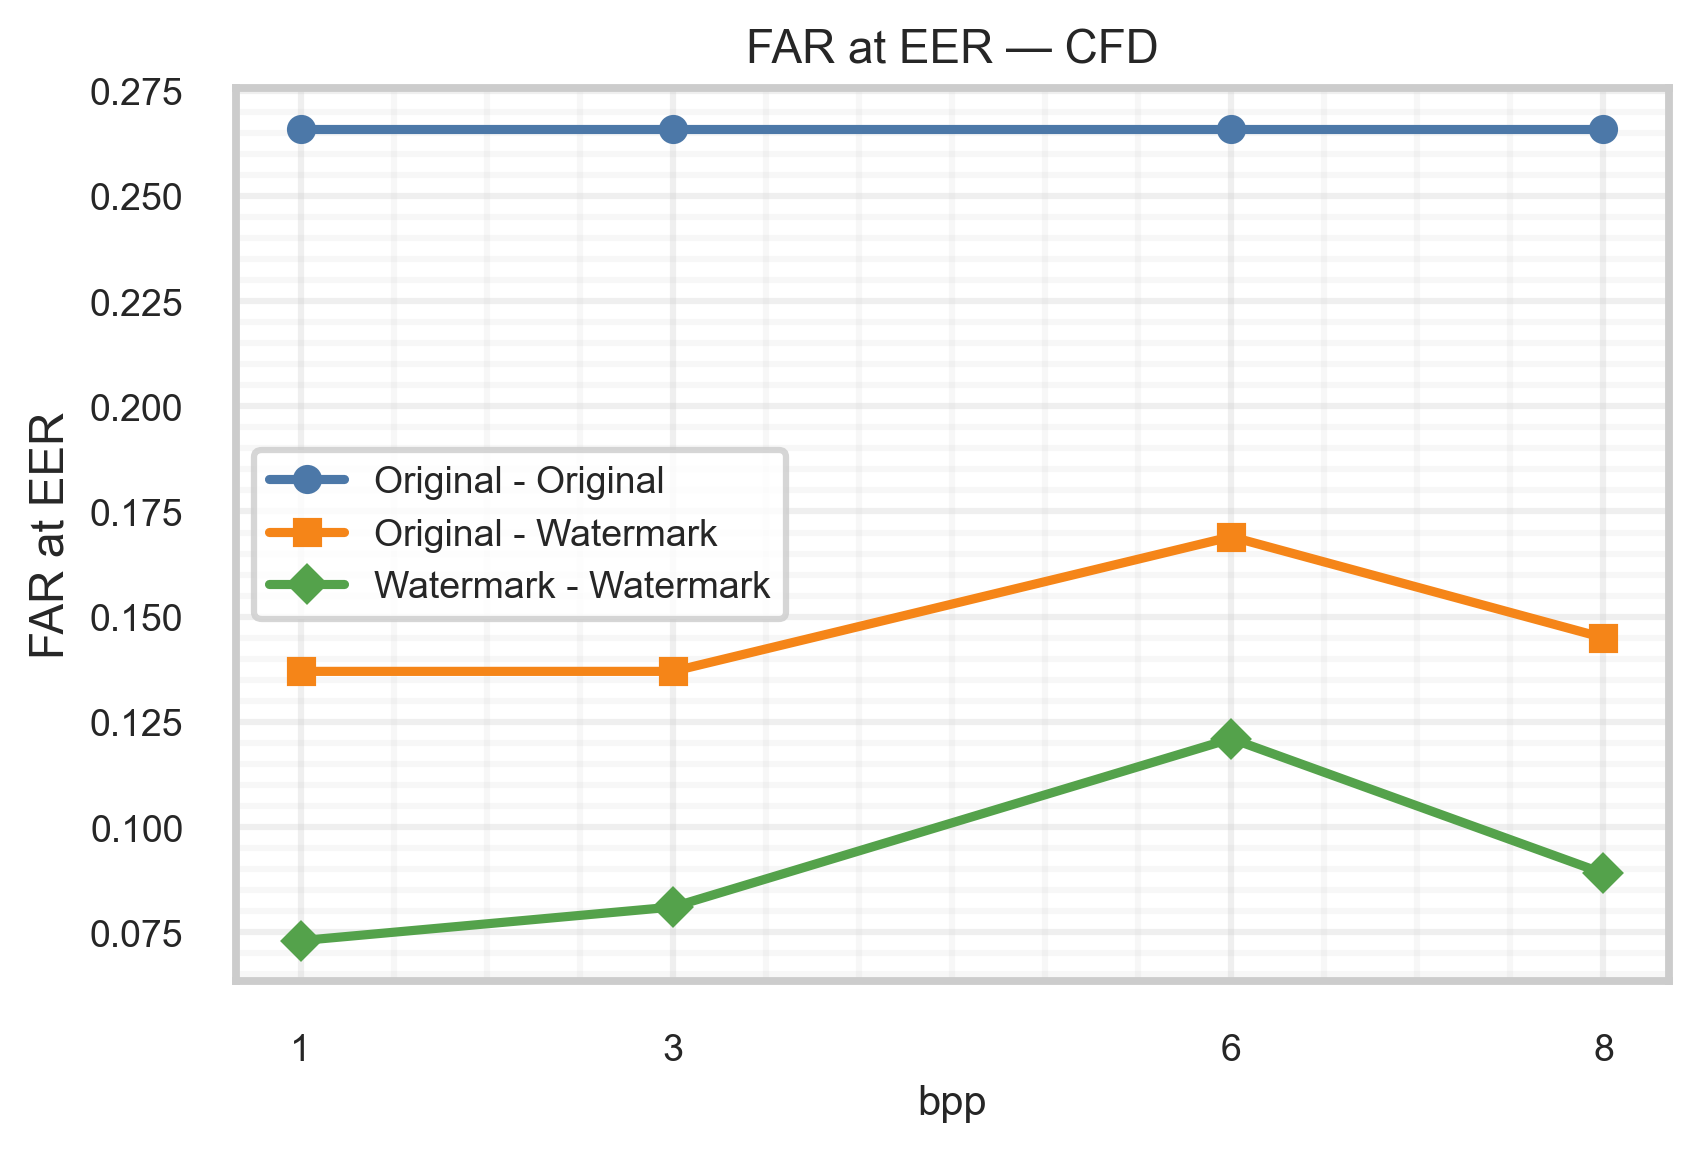 FAR at EER — CFD
0.275
0.250
0.225
0.200
0.175
0.150
0.125
0.100
0.075
FAR at EER
Original - Original
Original - Watermark
Watermark - Watermark
1 3 6 8
bpp